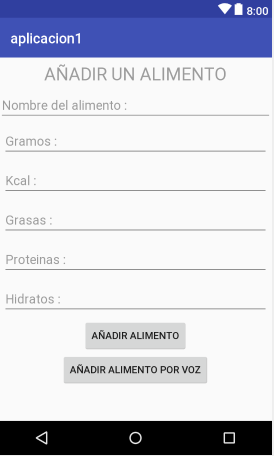 8:00
aplicacion1
AÑADIR UN ALIMENTO
Nombre del alimento :
Gramos :
Kcal :
Grasas :
Proteinas :
Hidratos :
AÑADIR ALIMENTO
AÑADIR ALIMENTO POR VOZ